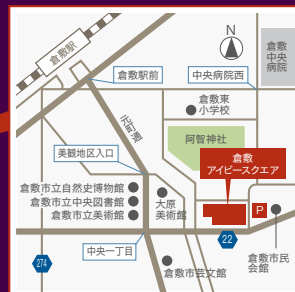 倉敷駅
N
倉敷
中央
病院
倉敷駅前
中央病院西
倉敷東
小学校
元町通
阿智神社
美観地区入口
倉敷
アイビースクエア
倉敷市立自然史博物館
倉敷市立中央図書館
倉敷市立美術館
大原
美術館
P
22
中央一丁目
274
倉敷市芸文館
倉敷市民
会館